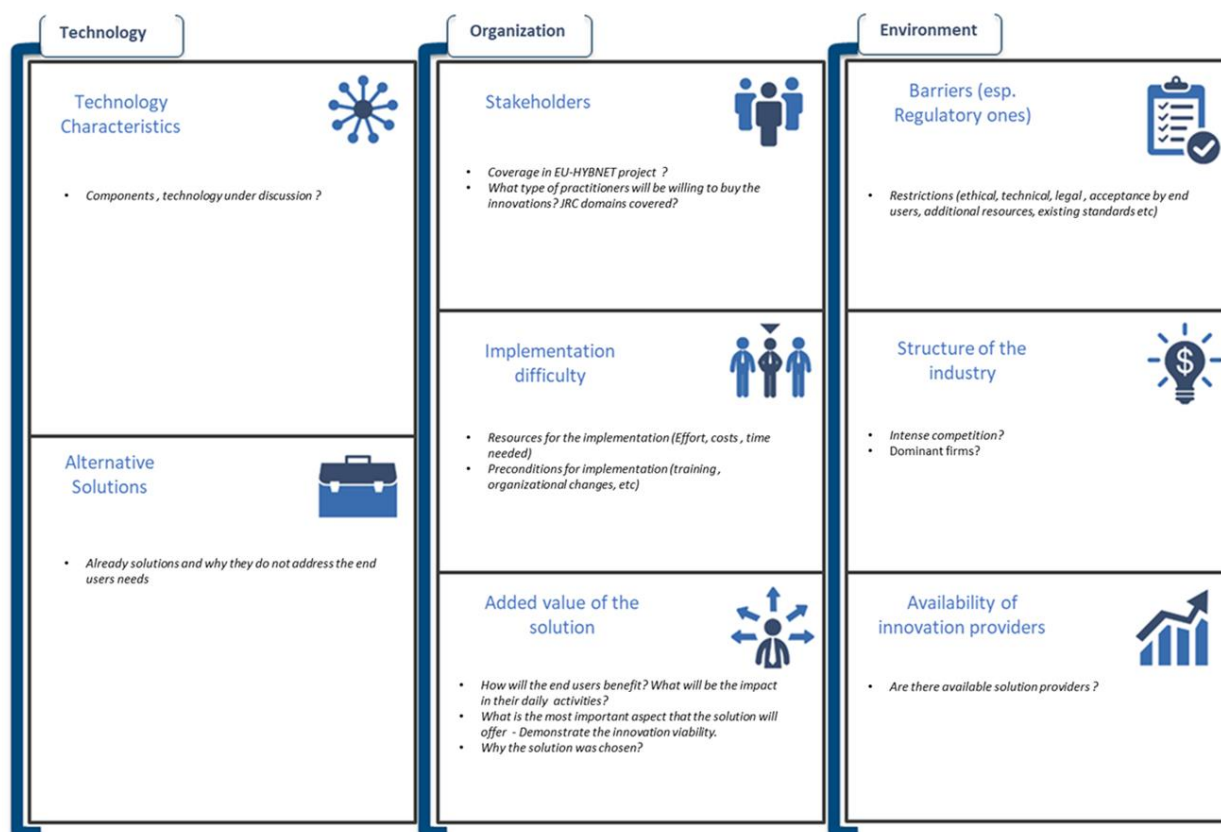 Technology
Technology
Characteristics
• Components , technology under discussion ?
Alternative
Solutions
• Already solutions and why they do not address the end
users needs
Organization
Stakeholders
• Coverage in EU-HYBNET project ?
• What type of practitioners will be willing to buy the
innovations? JRC domains covered?
Implementation
difficulty
• Resources for the implementation (Effort, costs , time
needed)
• Preconditions for implementation (training ,
organizational changes, etc)
Added value of the
solution
• How will the end users benefit? What will be the impact
in their daily activities?
• What is the most important aspect that the solution will
offer - Demonstrate the innovation viability.
• Why the solution was chosen?
Environment
Barriers (esp.
Regulatory ones)
• Restrictions (ethical, technical, legal , acceptance by end
users, additional resources, existing standards etc)
Structure of the
industry
$
• Intense competition?
• Dominant firms?
Availability of
innovation providers
• Are there available solution providers ?